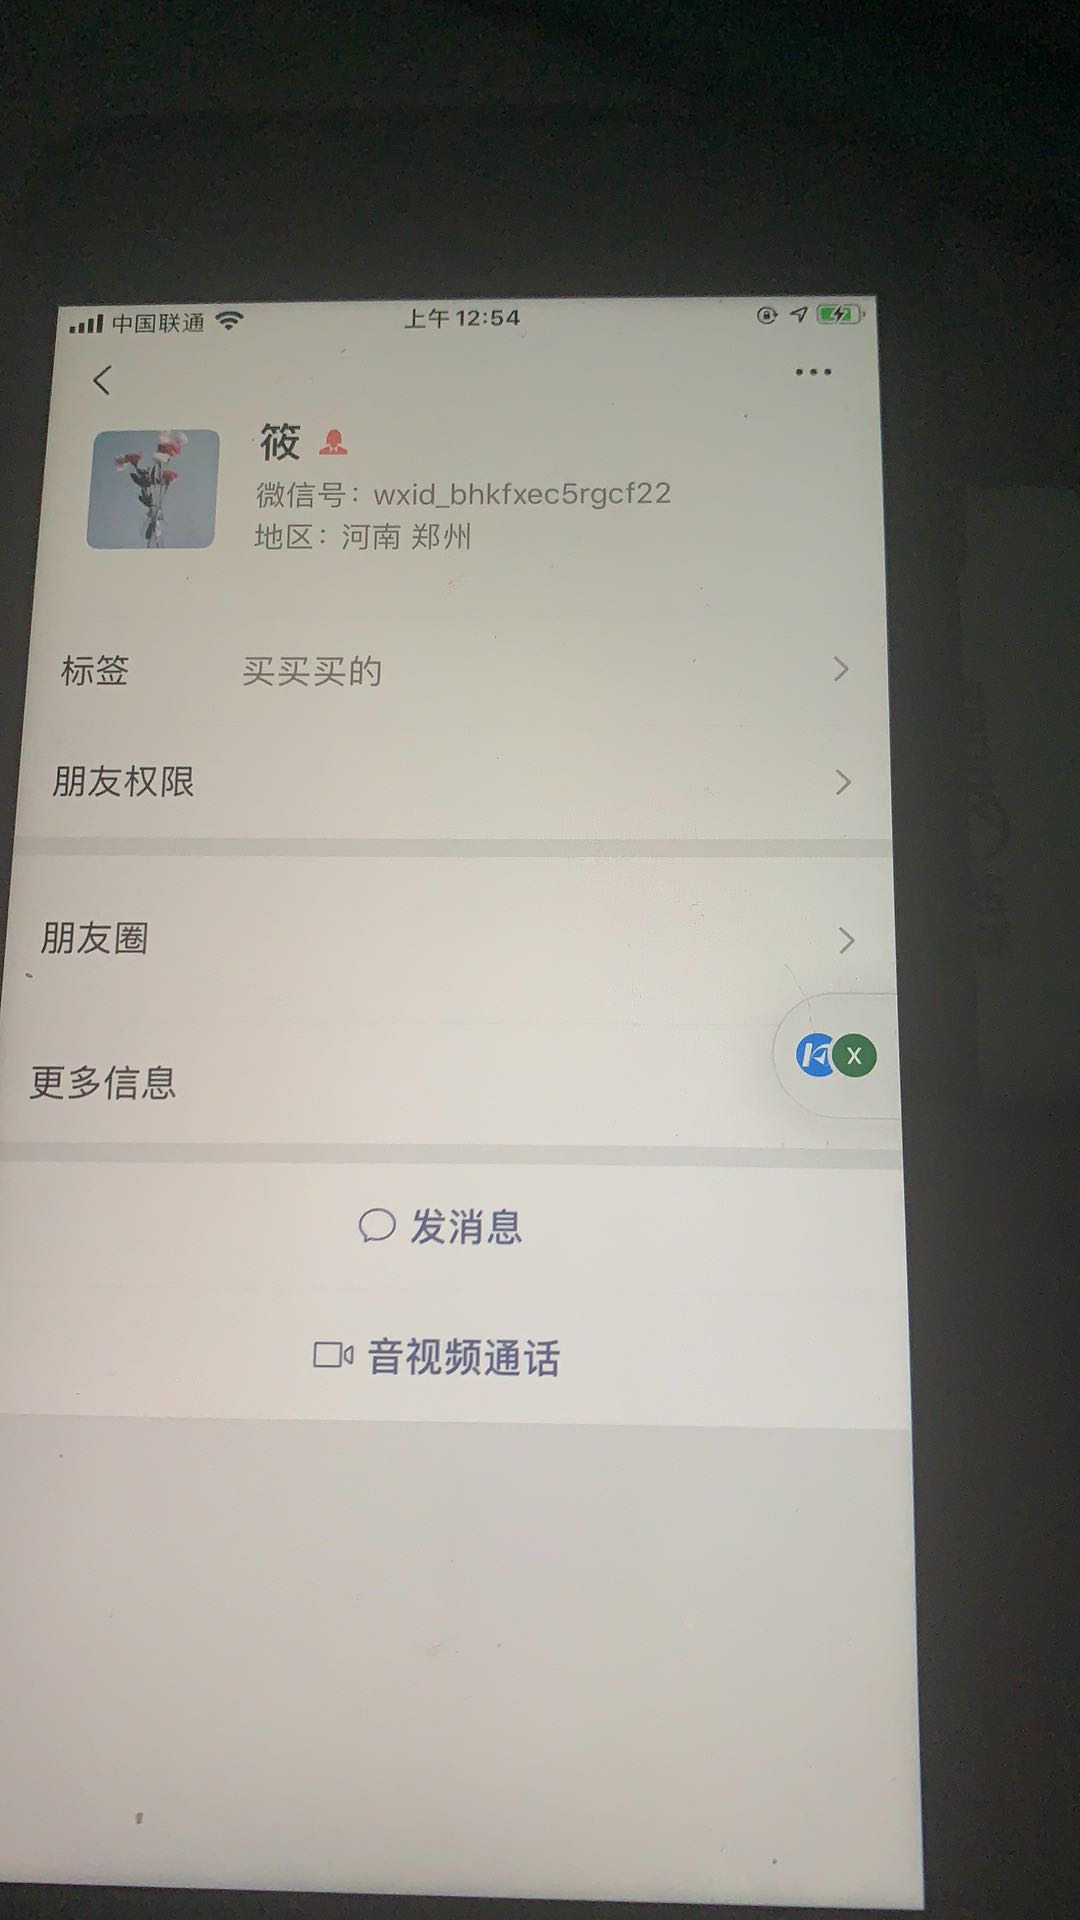 中国联通
上午12:54
筱
微信号：wxid_bhkfxec5rgcf22
地区：河南 郑州
标签 买买买的
朋友权限
朋友圈
X
更多信息
发消息
音视频通话